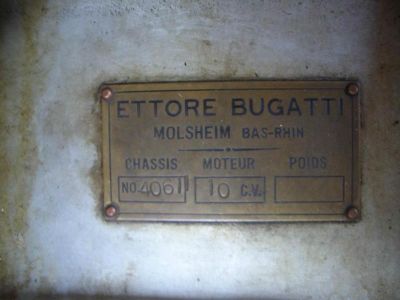 ETTORE BUGATTI
MOLSHEIM BAS-RHIN
CHASSIS MOTEUR POIDS
NO. 4061 10 C.V.